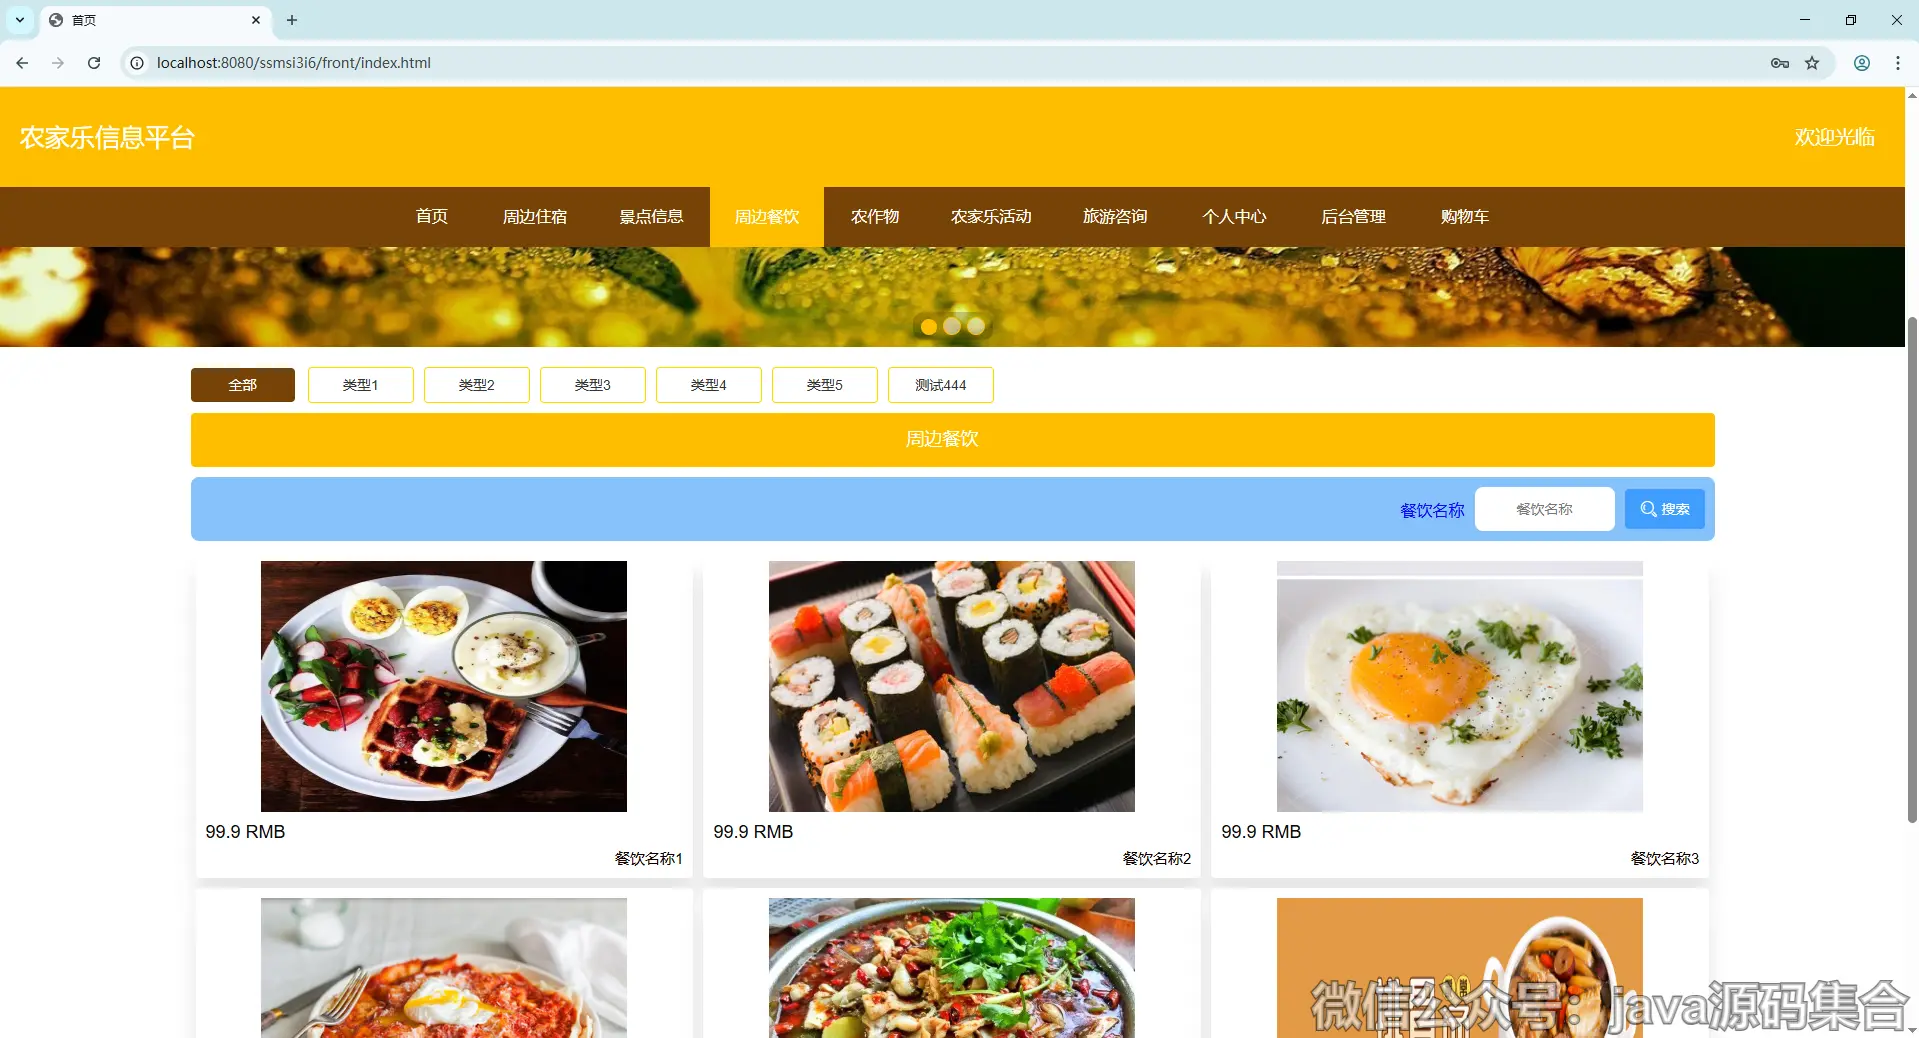 首页
localhost:8080/ssmsi3i6/front/index.html
农家乐信息平台
欢迎光临
首页 周边住宿 景点信息 周边餐饮 农作物 农家乐活动 旅游咨询 个人中心 后台管理 购物车
全部 类型1 类型2 类型3 类型4 类型5 测试444
周边餐饮
餐饮名称 餐饮名称 搜索
99.9 RMB
餐饮名称1
99.9 RMB
餐饮名称2
99.9 RMB
餐饮名称3
微信公众号：java源码集合